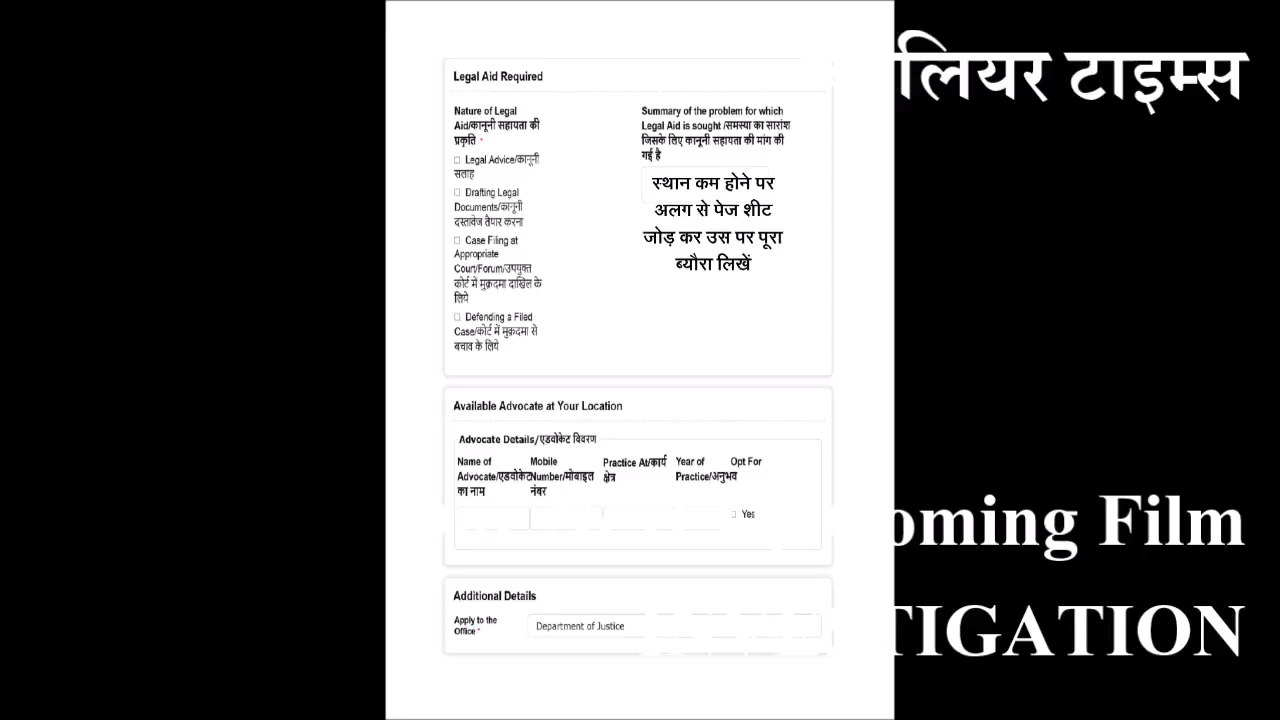 Legal Aid Required
Nature of Legal
Aid/कानूनी सहायता की
प्रकृति *
☐ Legal Advice/कानूनी
सलाह
☐ Drafting Legal
Documents/कानूनी
दस्तावेज तैयार करना
☐ Case Filing at
Appropriate
Court/Forum/उपयुक्त
कोर्ट में मुक़दमा दाखिल के
लिये
☐ Defending a Filed
Case/कोर्ट में मुक़दमा से
बचाव के लिये
Summary of the problem for which
Legal Aid is sought /समस्या का सारांश
जिसके लिए कानूनी सहायता की मांग की
गई है
स्थान कम होने पर
अलग से पेज शीट
जोड़ कर उस पर पूरा
ब्यौरा लिखें
Available Advocate at Your Location
Advocate Details/एडवोकेट विवरण
Name of
Advocate/एडवोकेट
का नाम
Mobile
Number/मोबाइल
नंबर
Practice At/कार्य
क्षेत्र
Year of
Practice/अनुभव
Opt For
☐ Yes
Additional Details
Apply to the
Office *
Department of Justice
लियर टाइम्स
oming Film
TIGATION